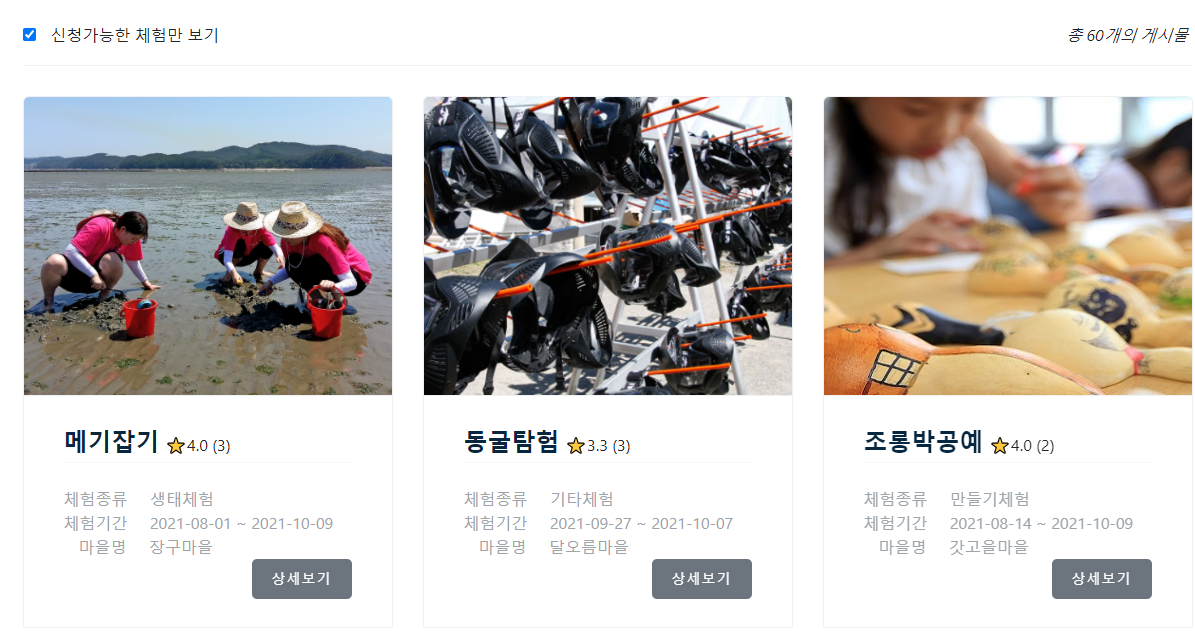 신청가능한 체험만 보기
총 60개의 게시물
메기잡기 4.0 (3)
체험종류 생태체험
체험기간 2021-08-01 ~ 2021-10-09
마을명 장구마을
상세보기
동굴탐험 3.3 (3)
체험종류 기타체험
체험기간 2021-09-27 ~ 2021-10-07
마을명 달오름마을
상세보기
조롱박공예 4.0 (2)
체험종류 만들기체험
체험기간 2021-08-14 ~ 2021-10-09
마을명 갓고을마을
상세보기